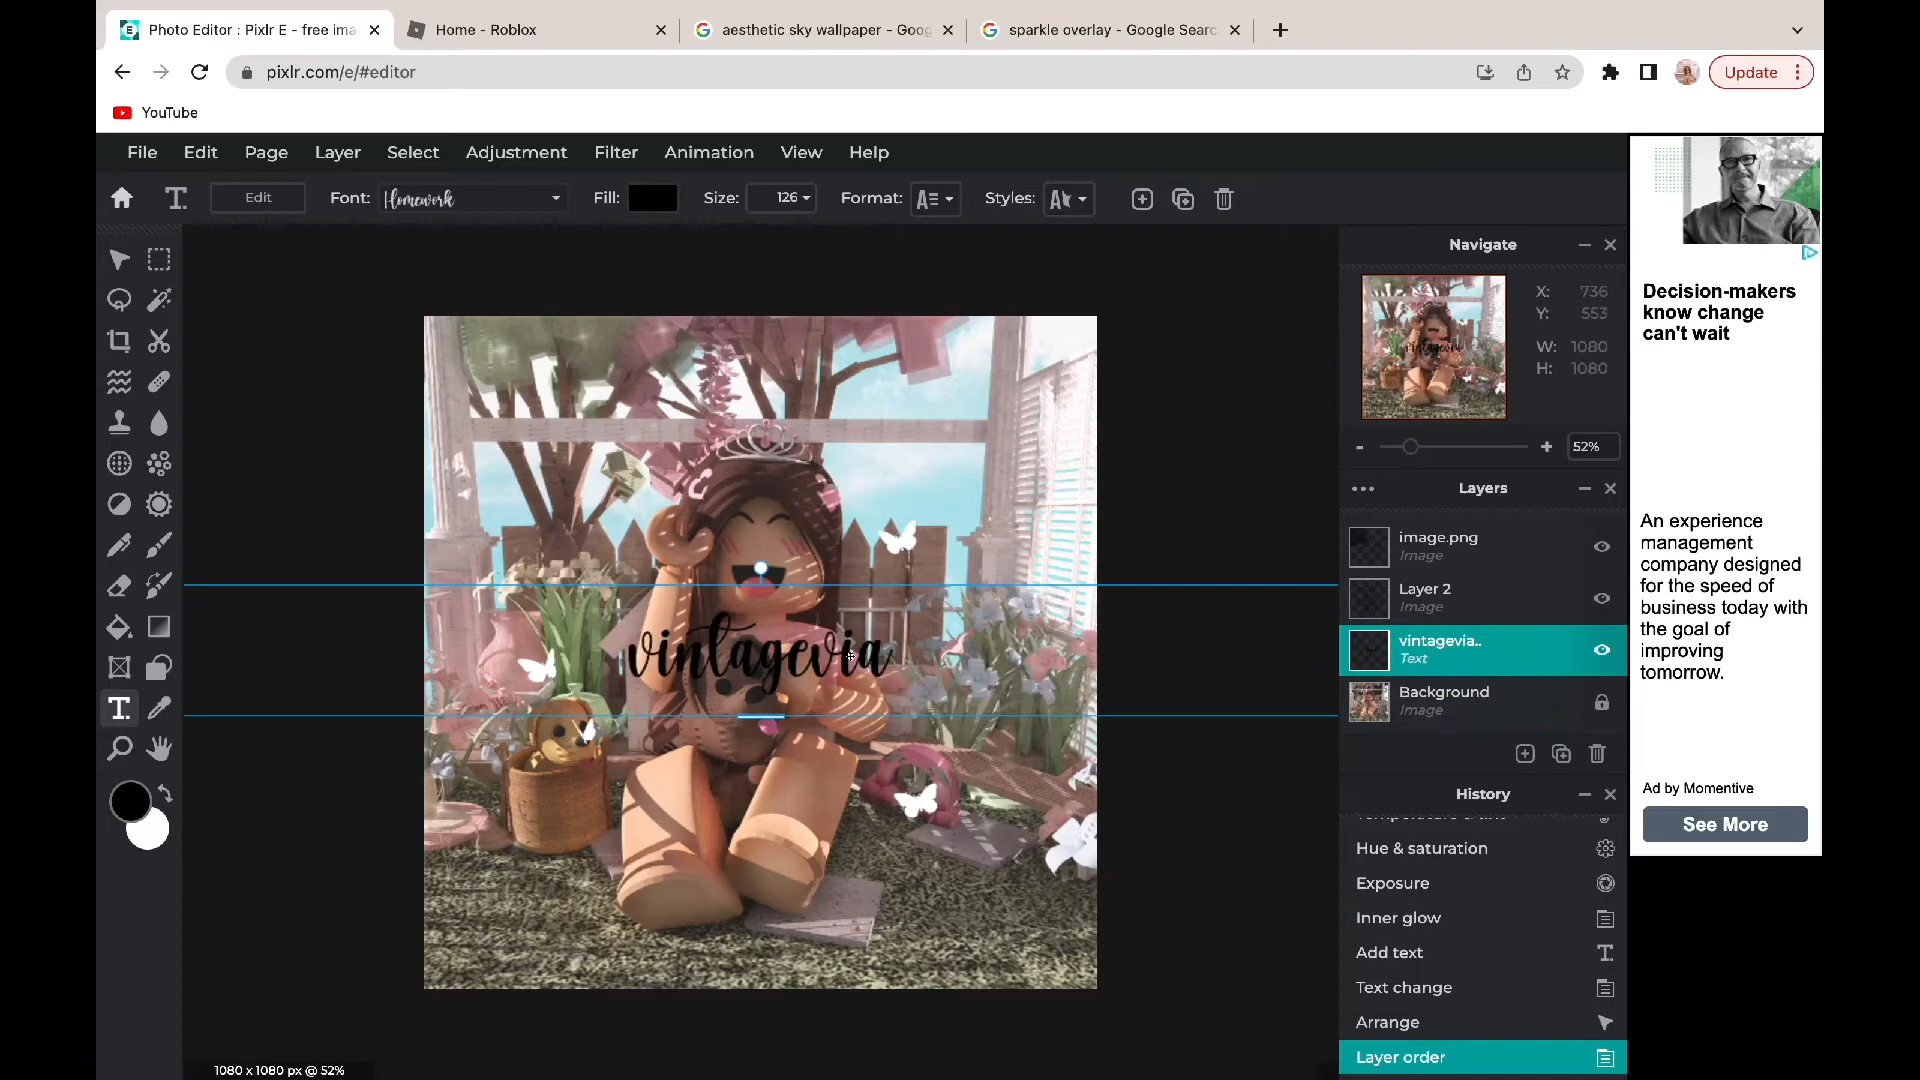 Photo Editor : Pixlr E - free ima
Home - Roblox
aesthetic sky wallpaper - Goog
sparkle overlay - Google Searc
pixlr.com/e/#editor
Update
YouTube
File Edit Page Layer Select Adjustment Filter Animation View Help
Edit Font: Homework Fill: Size: 126 Format: Styles:
Navigate
X: 736
Y: 553
W: 1080
H: 1080
52%
Layers
image.png
Image
Layer 2
Image
vintagevia..
Text
Background
Image
History
Hue & saturation
Exposure
Inner glow
Add text
Text change
Arrange
Layer order
vintagevia
1080 x 1080 px @ 52%
Decision-makers
know change
can't wait
An experience
management
company designed
for the speed of
business today with
the goal of
improving
tomorrow.
Ad by Momentive
See More